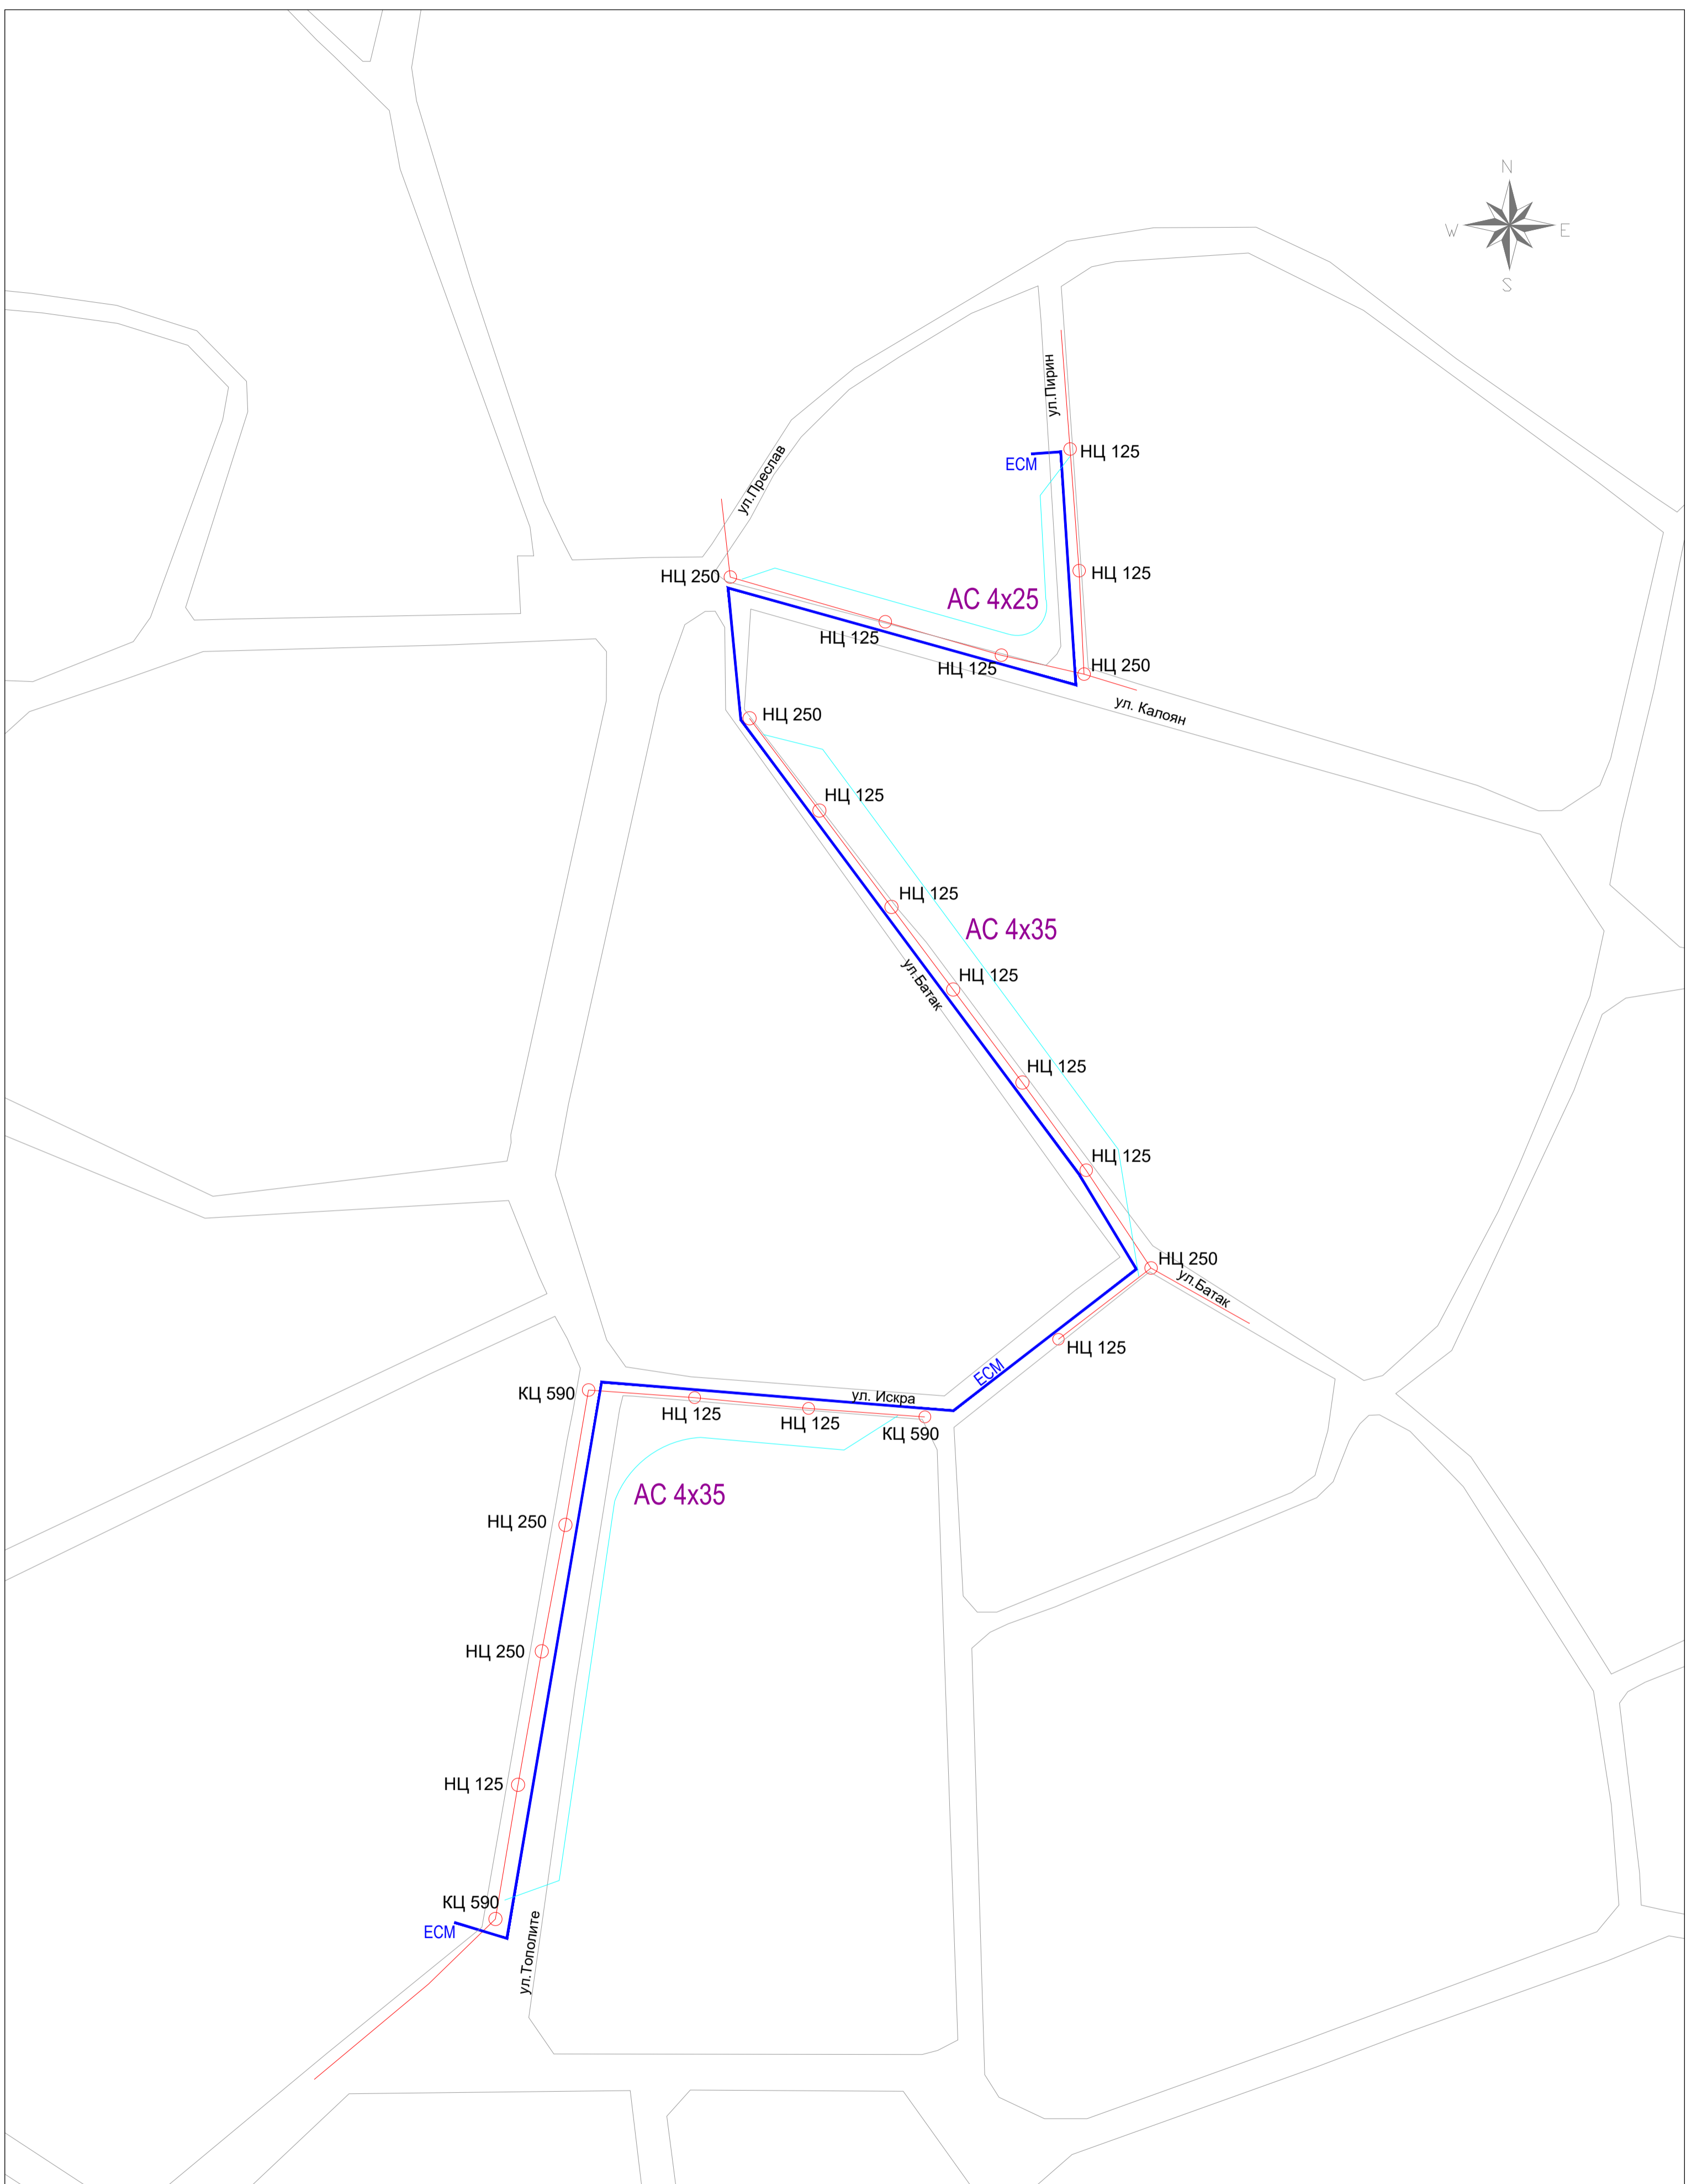 N
W
E
S
ул.Пирин
НЦ 125
ЕСМ
ул.Преслав
НЦ 250
НЦ 125
АС 4х25
НЦ 125
НЦ 125
НЦ 250
ул. Калоян
НЦ 250
НЦ 125
НЦ 125
АС 4х35
ул.Батак
НЦ 125
НЦ 125
НЦ 125
НЦ 250
ул.Батак
НЦ 125
ЕСМ
КЦ 590
ул. Искра
НЦ 125
НЦ 125
КЦ 590
АС 4х35
НЦ 250
НЦ 250
НЦ 125
КЦ 590
ЕСМ
ул.Тополите